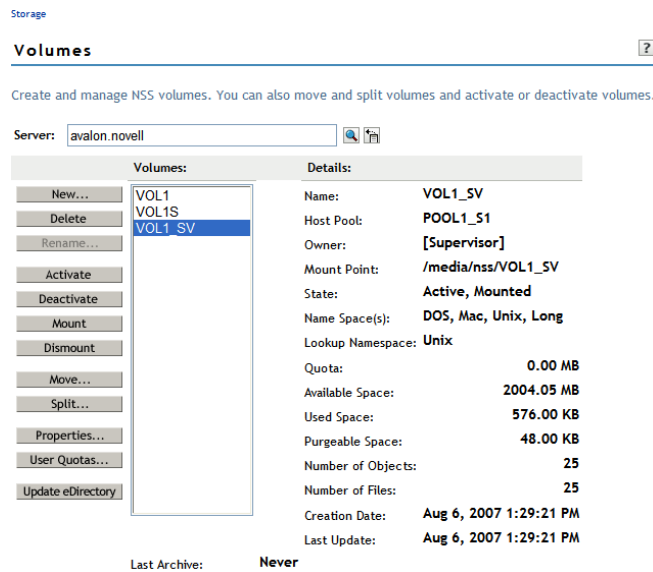 Storage
Volumes
?
Create and manage NSS volumes. You can also move and split volumes and activate or deactivate volumes.
Server: avalon.novell
Volumes: Details:
New...
Delete
Rename...
Activate
Deactivate
Mount
Dismount
Move...
Split...
Properties...
User Quotas...
Update eDirectory
VOL1
VOL1S
VOL1_SV
Name: VOL1_SV
Host Pool: POOL1_S1
Owner: [Supervisor]
Mount Point: /media/nss/VOL1_SV
State: Active, Mounted
Name Space(s): DOS, Mac, Unix, Long
Lookup Namespace: Unix
Quota: 0.00 MB
Available Space: 2004.05 MB
Used Space: 576.00 KB
Purgeable Space: 48.00 KB
Number of Objects: 25
Number of Files: 25
Creation Date: Aug 6, 2007 1:29:21 PM
Last Update: Aug 6, 2007 1:29:21 PM
Last Archive: Never